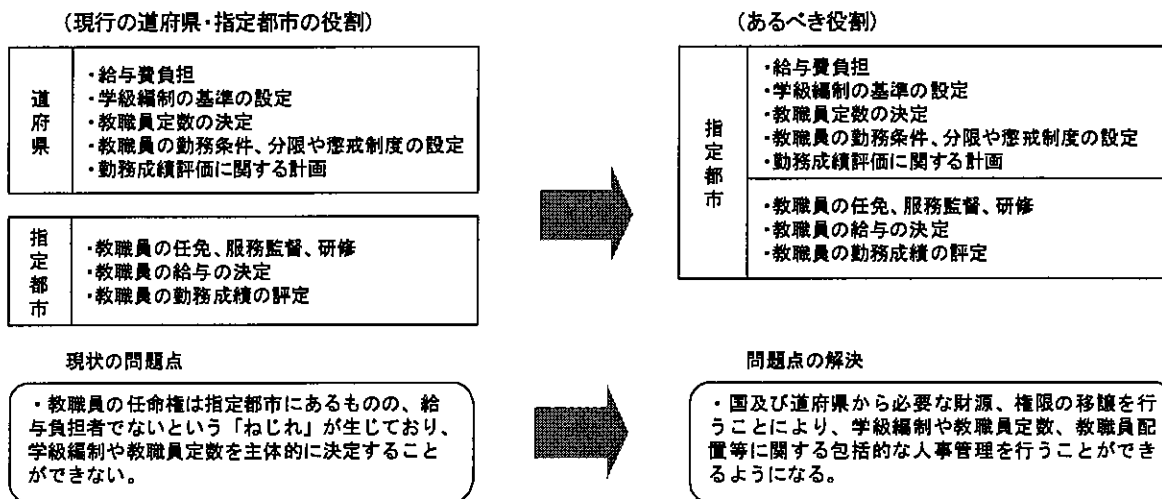 (現行の道府県・指定都市の役割)
道府県
・給与費負担
・学級編制の基準の設定
・教職員定数の決定
・教職員の勤務条件、分限や懲戒制度の設定
・勤務成績評価に関する計画
指定都市
・教職員の任免、服務監督、研修
・教職員の給与の決定
・教職員の勤務成績の評定
(あるべき役割)
指定都市
・給与費負担
・学級編制の基準の設定
・教職員定数の決定
・教職員の勤務条件、分限や懲戒制度の設定
・勤務成績評価に関する計画
・教職員の任免、服務監督、研修
・教職員の給与の決定
・教職員の勤務成績の評定
現状の問題点
・教職員の任命権は指定都市にあるものの、給
与負担者でないという「ねじれ」が生じており、
学級編制や教職員定数を主体的に決定すること
ができない。
問題点の解決
・国及び道府県から必要な財源、権限の移譲を行
うことにより、学級編制や教職員定数、教職員配
置等に関する包括的な人事管理を行うことができ
るようになる。